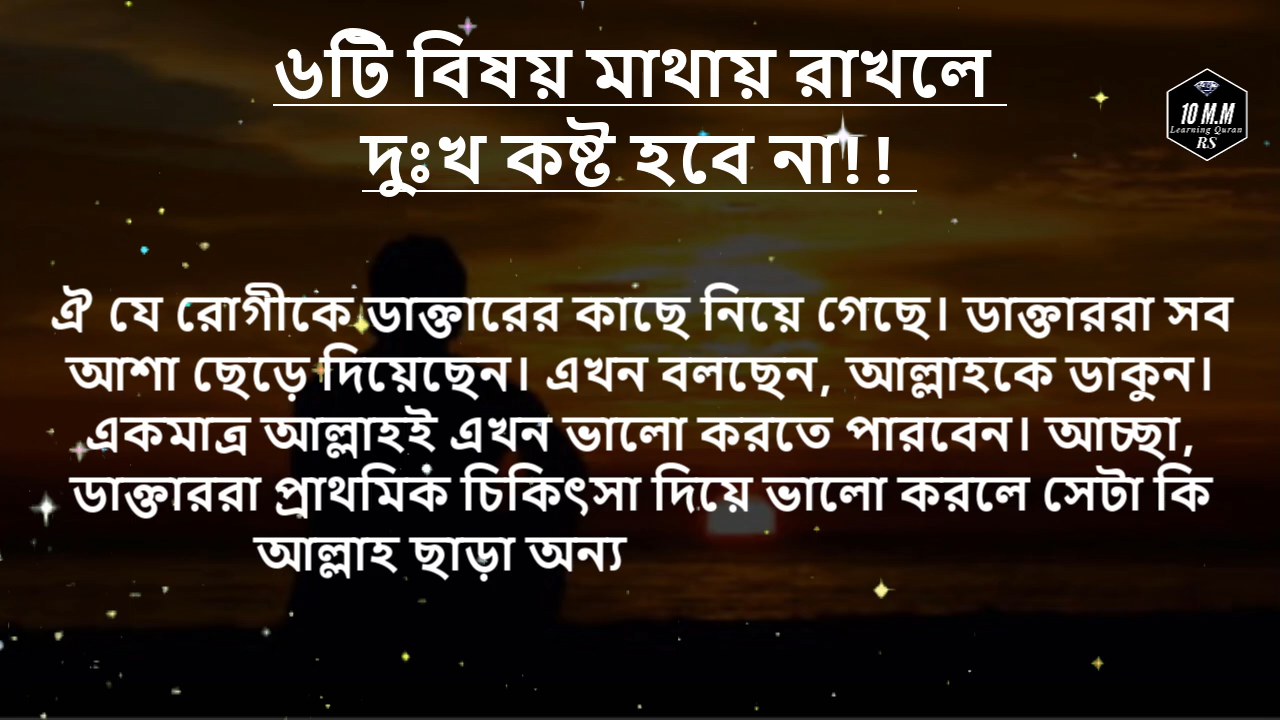 ৬টি বিষয় মাথায় রাখলে
দুঃখ কষ্ট হবে না!!
10 M.M
Learning Quran
RS
ঐ যে রোগীকে ডাক্তারের কাছে নিয়ে গেছে। ডাক্তাররা সব
আশা ছেড়ে দিয়েছেন। এখন বলছেন, আল্লাহকে ডাকুন।
একমাত্র আল্লাহই এখন ভালো করতে পারবেন। আচ্ছা,
ডাক্তাররা প্রাথমিক চিকিৎসা দিয়ে ভালো করলে সেটা কি
আল্লাহ ছাড়া অন্য